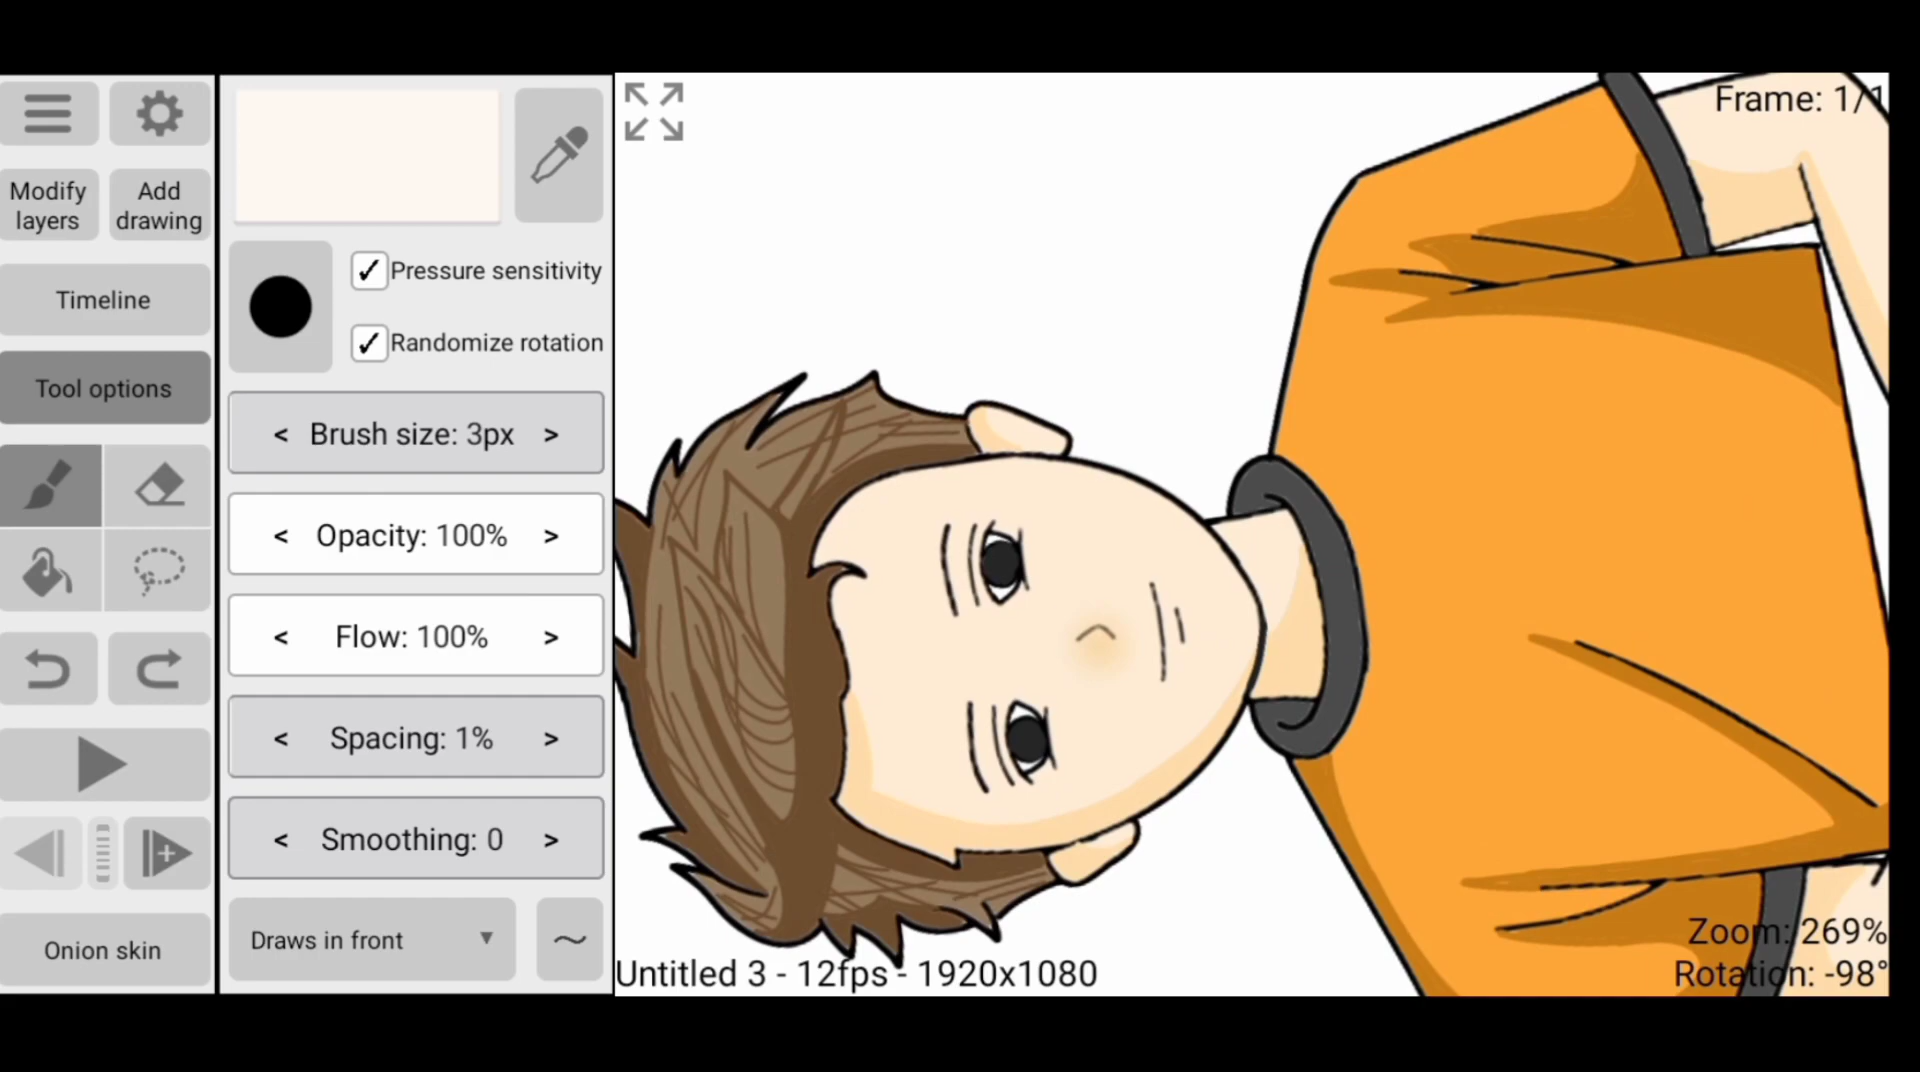 Modify
layers
Add
drawing
Timeline
Tool options
Onion skin
✓ Pressure sensitivity
✓ Randomize rotation
< Brush size: 3px >
< Opacity: 100% >
< Flow: 100% >
< Spacing: 1% >
< Smoothing: 0 >
Draws in front ▼
Frame: 1/1
Zoom: 269%
Rotation: -98°
Untitled 3 - 12fps - 1920x1080